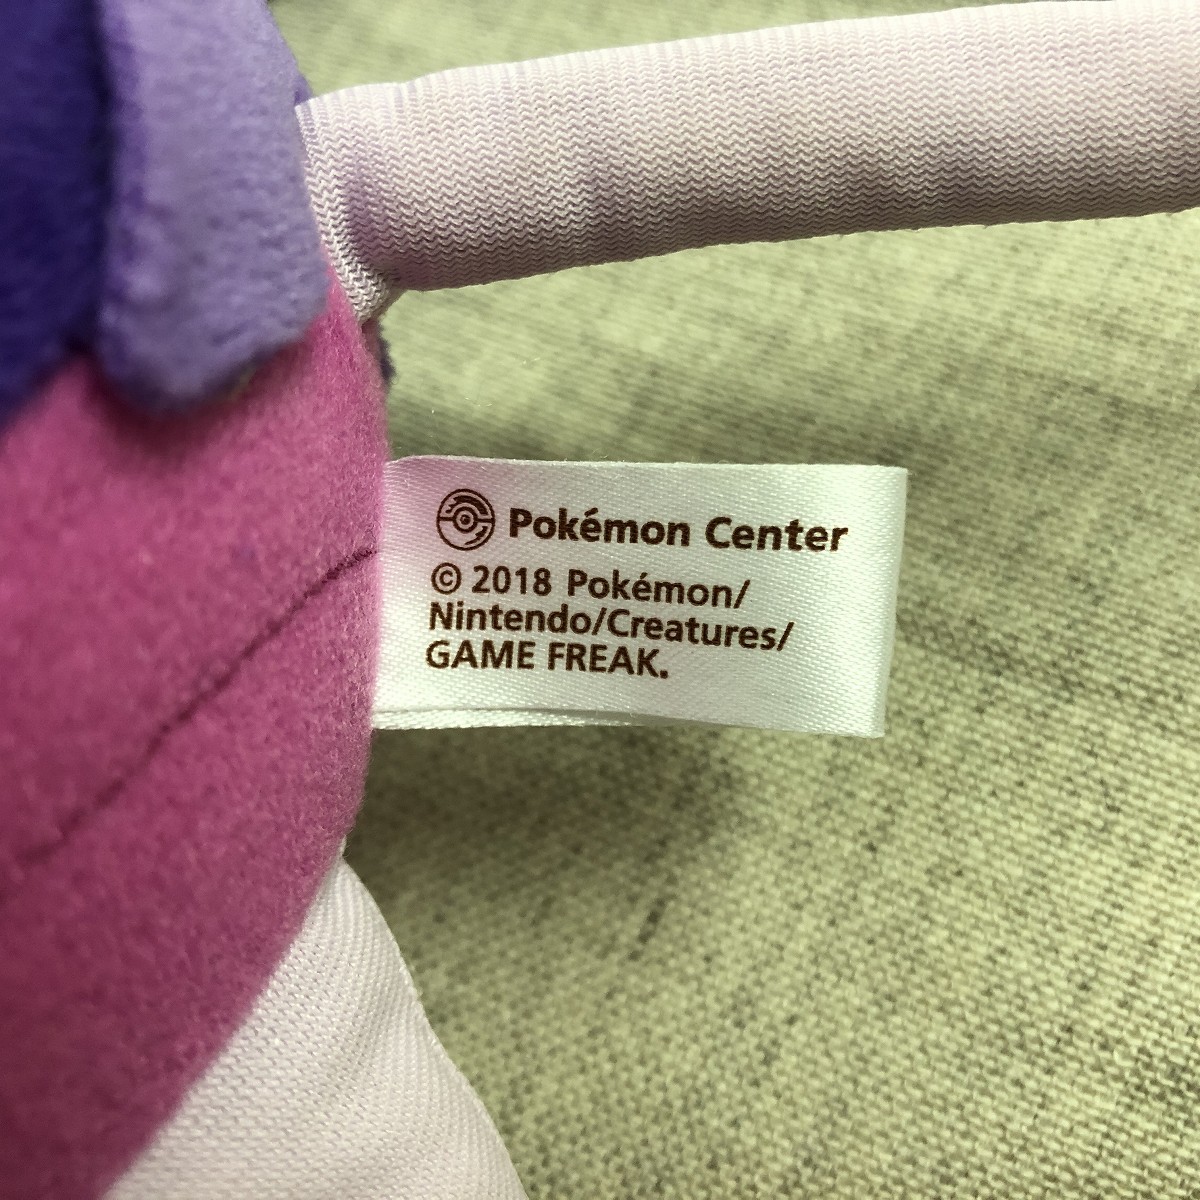 Pokémon Center
© 2018 Pokémon/
Nintendo/Creatures/
GAME FREAK.